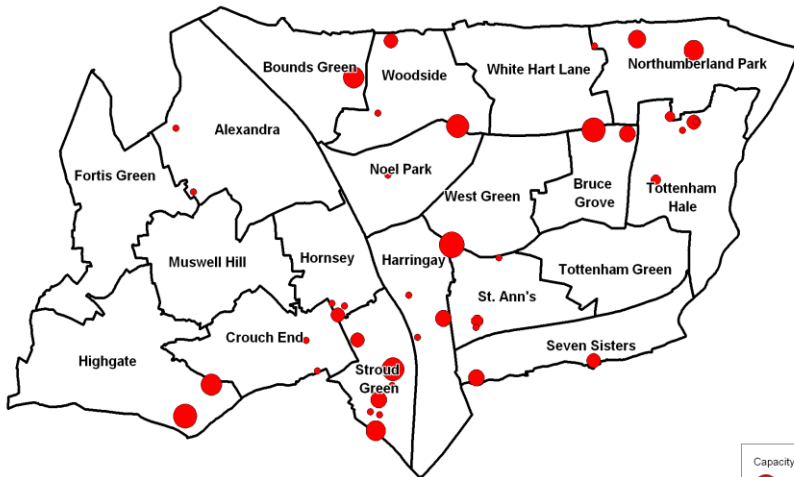 Bounds Green
Woodside
White Hart Lane
Northumberland Park
Alexandra
Fortis Green
Noel Park
West Green
Bruce
Grove
Tottenham
Hale
Muswell Hill
Hornsey
Harringay
Tottenham Green
St. Ann's
Crouch End
Seven Sisters
Highgate
Stroud
Green
Capacity